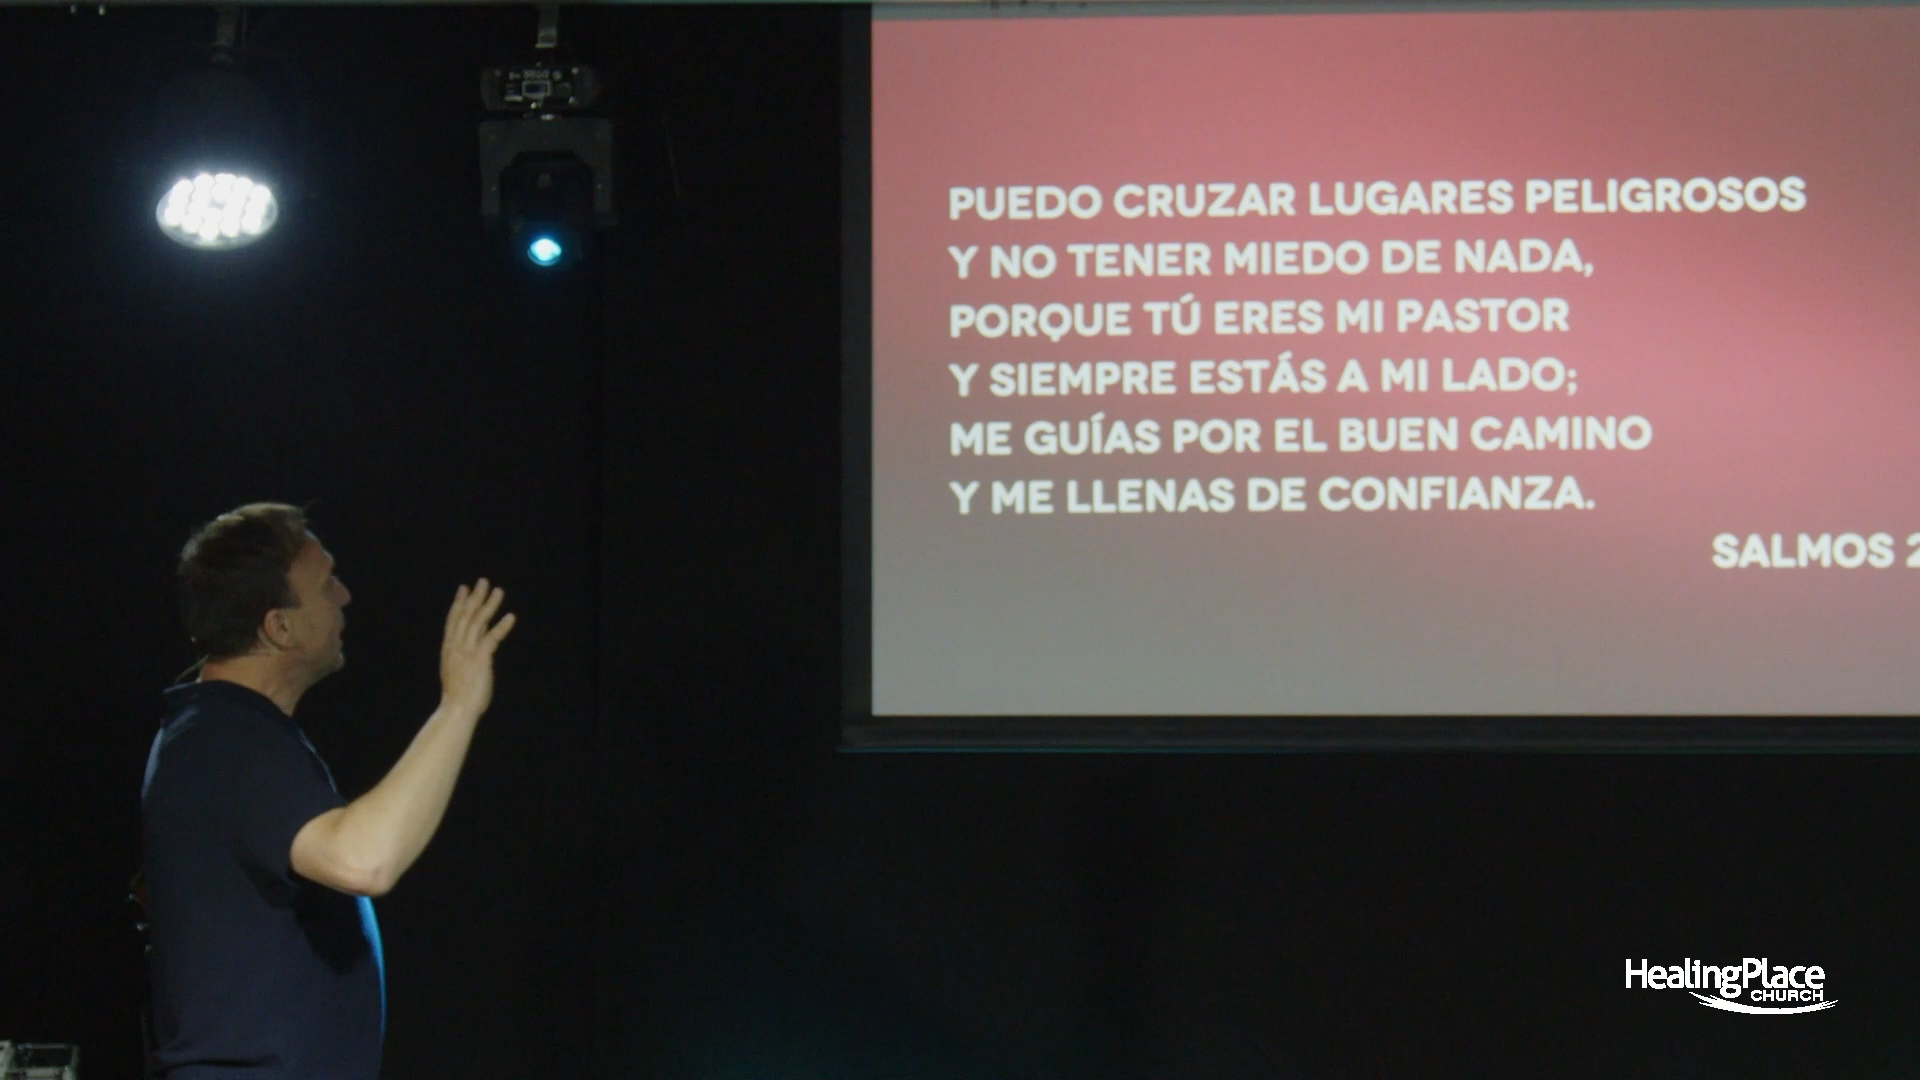 PUEDO CRUZAR LUGARES PELIGROSOS
Y NO TENER MIEDO DE NADA,
PORQUE TÚ ERES MI PASTOR
Y SIEMPRE ESTÁS A MI LADO;
ME GUÍAS POR EL BUEN CAMINO
Y ME LLENAS DE CONFIANZA.
SALMOS 2
HealingPlace
CHURCH